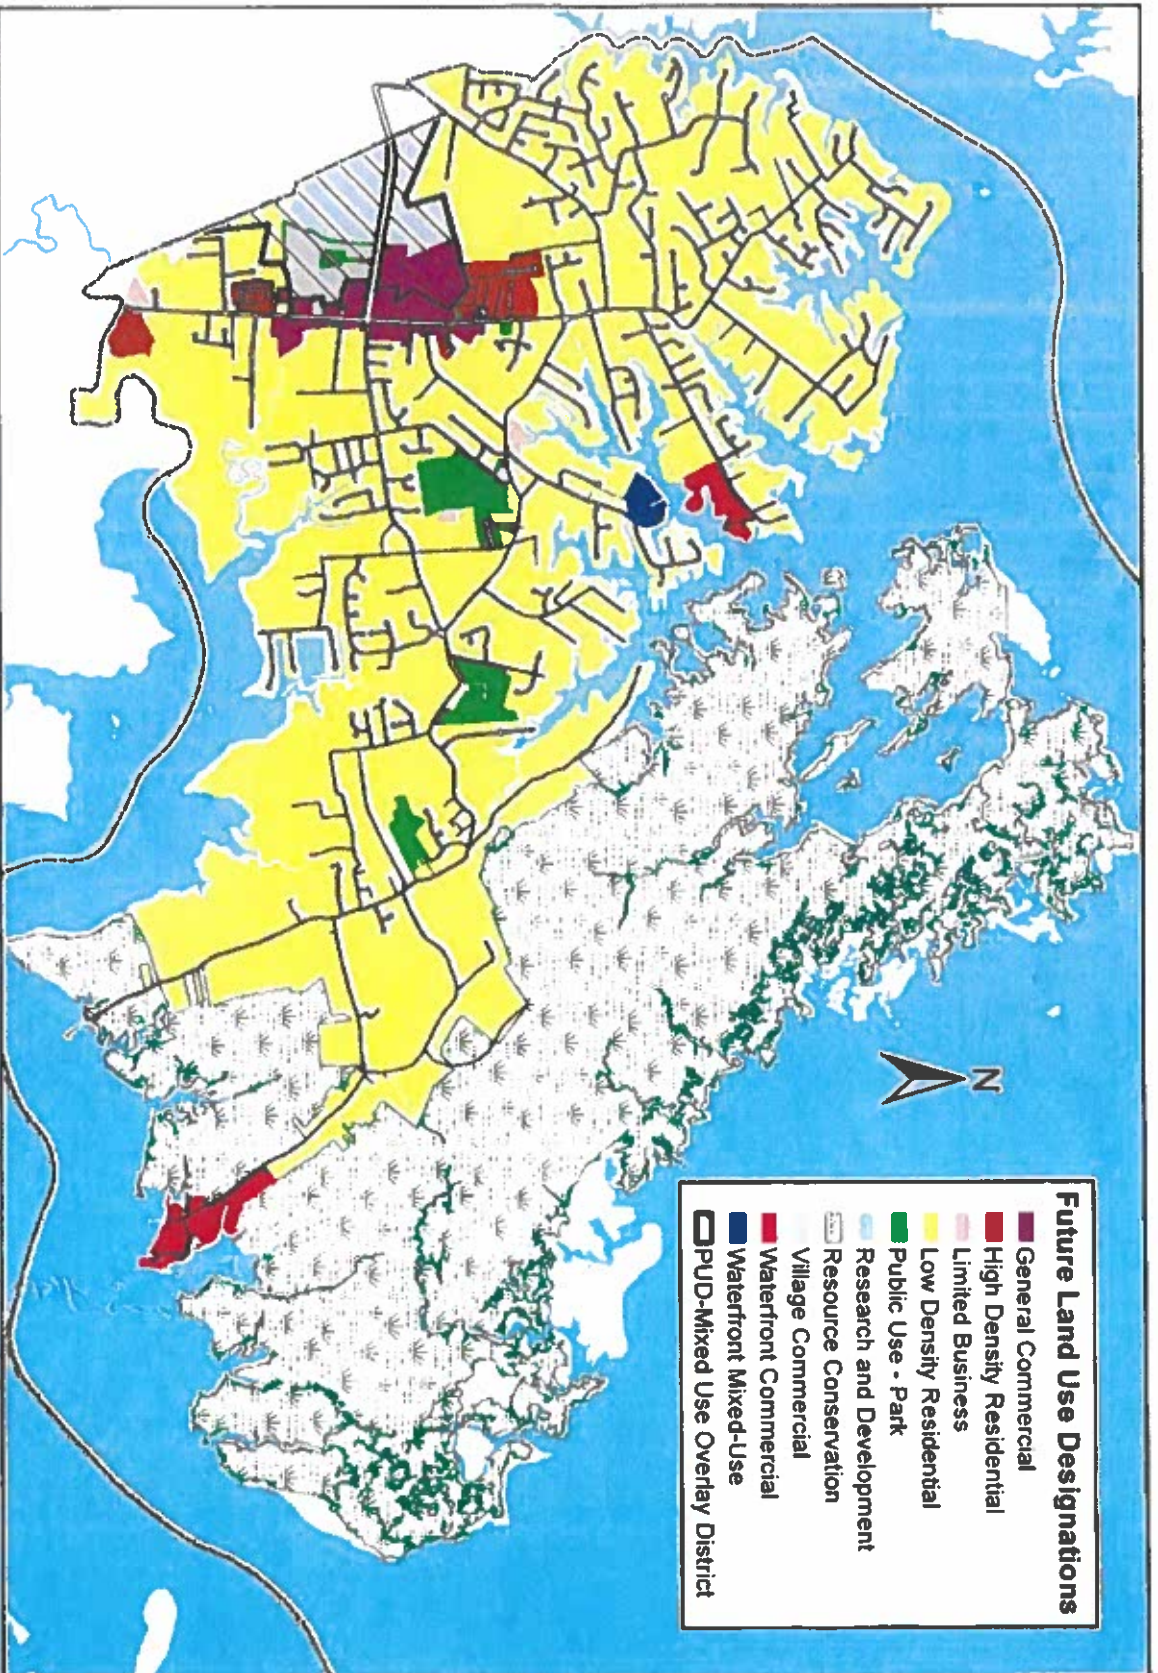 Future Land Use Designations
General Commercial
High Density Residential
Limited Business
Low Density Residential
Public Use - Park
Research and Development
Resource Conservation
Village Commercial
Waterfront Commercial
Waterfront Mixed-Use
PUD-Mixed Use Overlay District
N